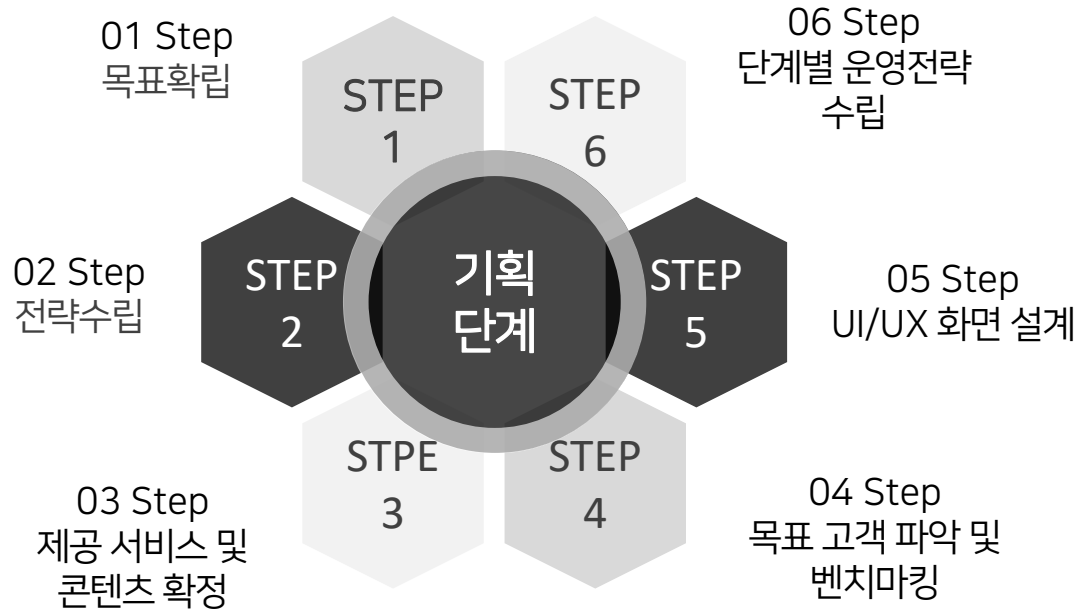 01 Step
목표확립
STEP
1
STEP
6
06 Step
단계별 운영전략
수립
02 Step
전략수립
STEP
2
기획
단계
STEP
5
05 Step
UI/UX 화면 설계
03 Step
제공 서비스 및
콘텐츠 확정
STPE
3
STEP
4
04 Step
목표 고객 파악 및
벤치마킹